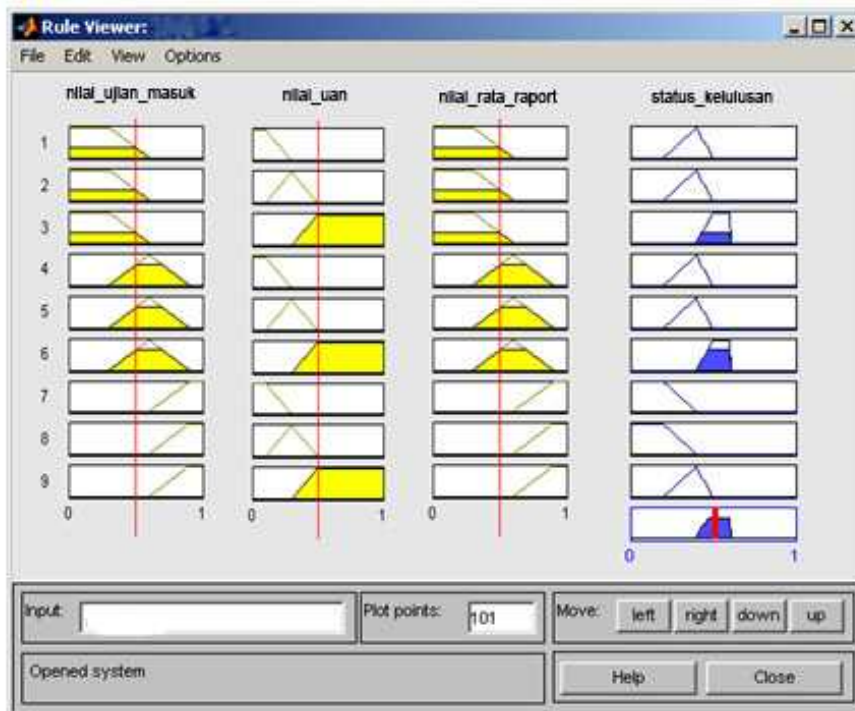 Rule Viewer:
File Edit View Options
nilai_ujian_masuk nilai_uan nilai_rata_raport status_kelulusan
1
2
3
4
5
6
7
8
9
0 1 0 1 0 1
0 1
Input: Plot points: 101 Move: left right down up
Opened system Help Close